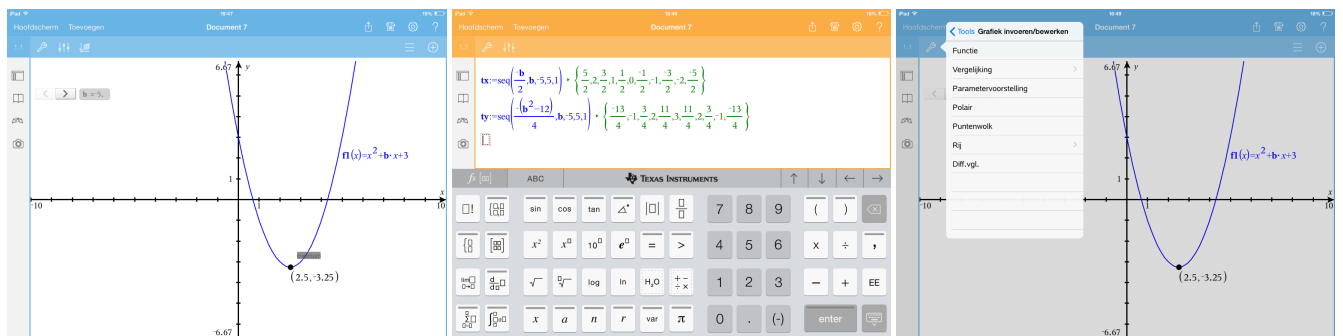 iPad 18:47 19%
Hoofdscherm Toevoegen Document 7 ?
1.1
6.67 y
b =-5.
f1(x)=x²+b·x+3
1
x
-10 1 10
(2.5,-3.25)
-6.67
iPad 18:48 19%
Hoofdscherm Toevoegen Document 7 ?
tx:=seq(-b/2,b,-5,5,1) ▸ {5/2,2,3/2,1,1/2,0,-1/2,-1,-3/2,-2,-5/2}
ty:=seq(-(b²-12)/4,b,-5,5,1) ▸ {-13/4,-1,3/4,2,11/4,3,11/4,2,3/4,-1,-13/4}
ABC TEXAS INSTRUMENTS ↑ ↓ ← →
□! sin cos tan |□| □/□ 7 8 9 ( )
x² x□ 10□ e□ = > 4 5 6 x ÷ ,
lim □→□ d/d□ □ √ □√ log ln H₂O + − ÷ × 1 2 3 − + EE
Σ□ ∫□d□ x a n r var π 0 . (-) enter
iPad 18:48 18%
Hoofdscherm Document 7 ?
1.1
Tools Grafiek invoeren/bewerken
Functie
Vergelijking
Parametervoorstelling
Polair
Puntenwolk
Rij
Diff.vgl.
6.67 y
f1(x)=x²+b·x+3
1
x
-10 1 10
(2.5,-3.25)
-6.67